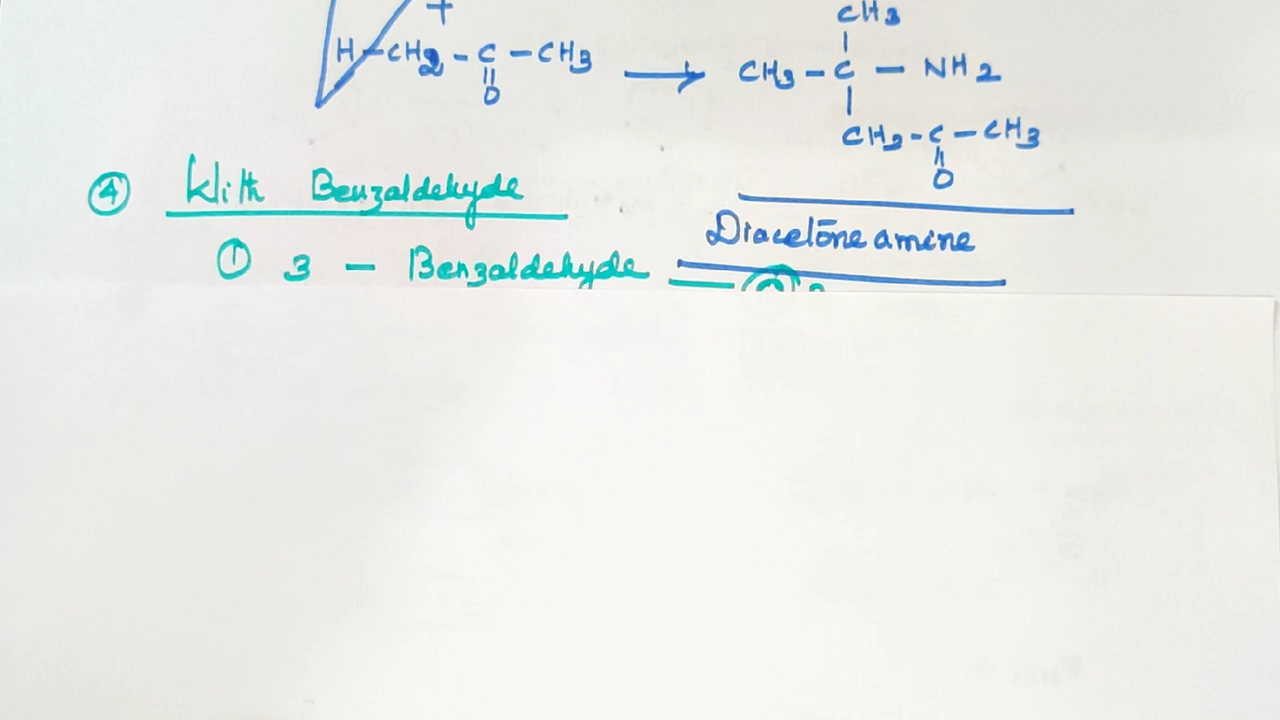 +
H-CH2-C-CH3 → CH3-C-NH2
CH3
||
O
CH2-C-CH3
||
O
④ With Benzaldehyde
Diacetone amine
① 3 - Benzaldehyde